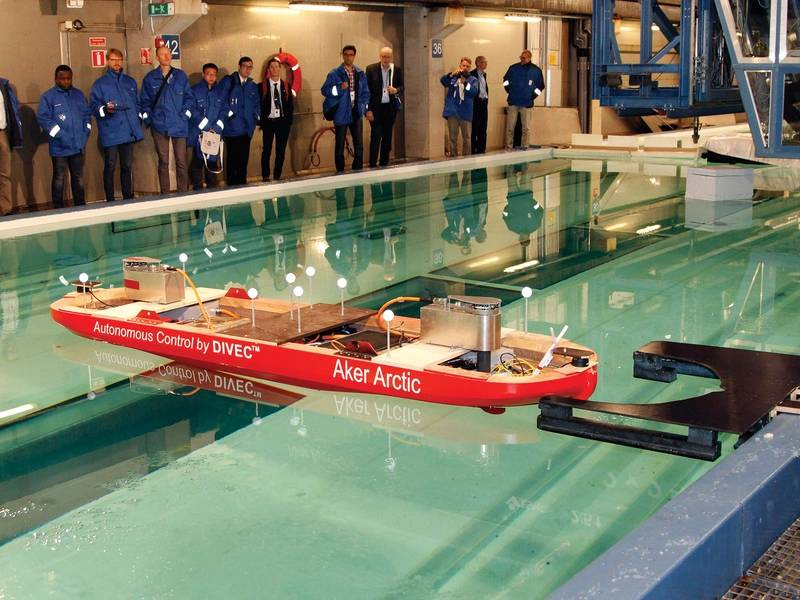 42
36
Autonomous Control by DIVEC™
Aker Arctic